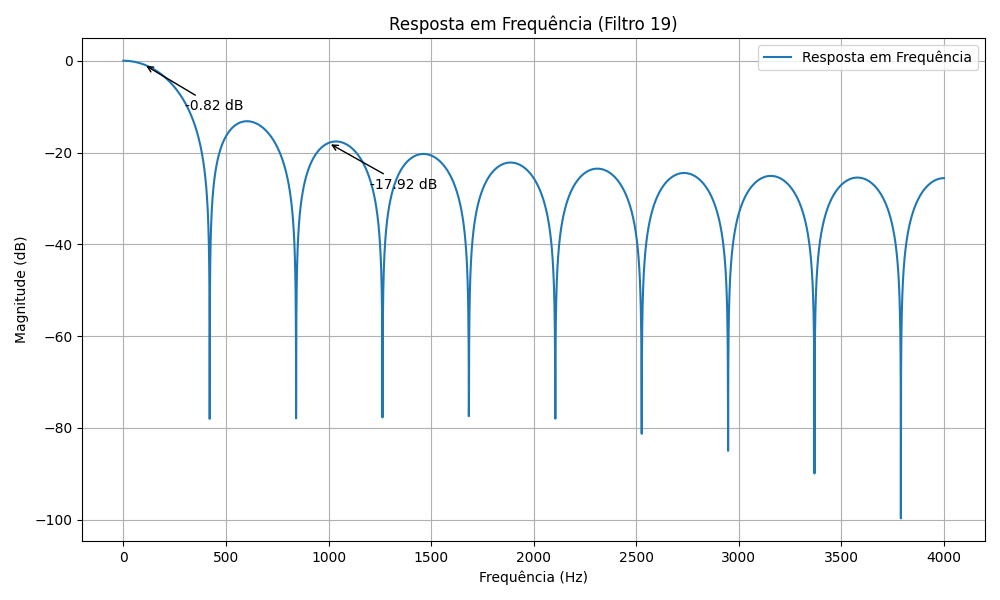 Resposta em Frequência (Filtro 19)
Resposta em Frequência
-0.82 dB
-17.92 dB
Magnitude (dB)
0
−20
−40
−60
−80
−100
0 500 1000 1500 2000 2500 3000 3500 4000
Frequência (Hz)